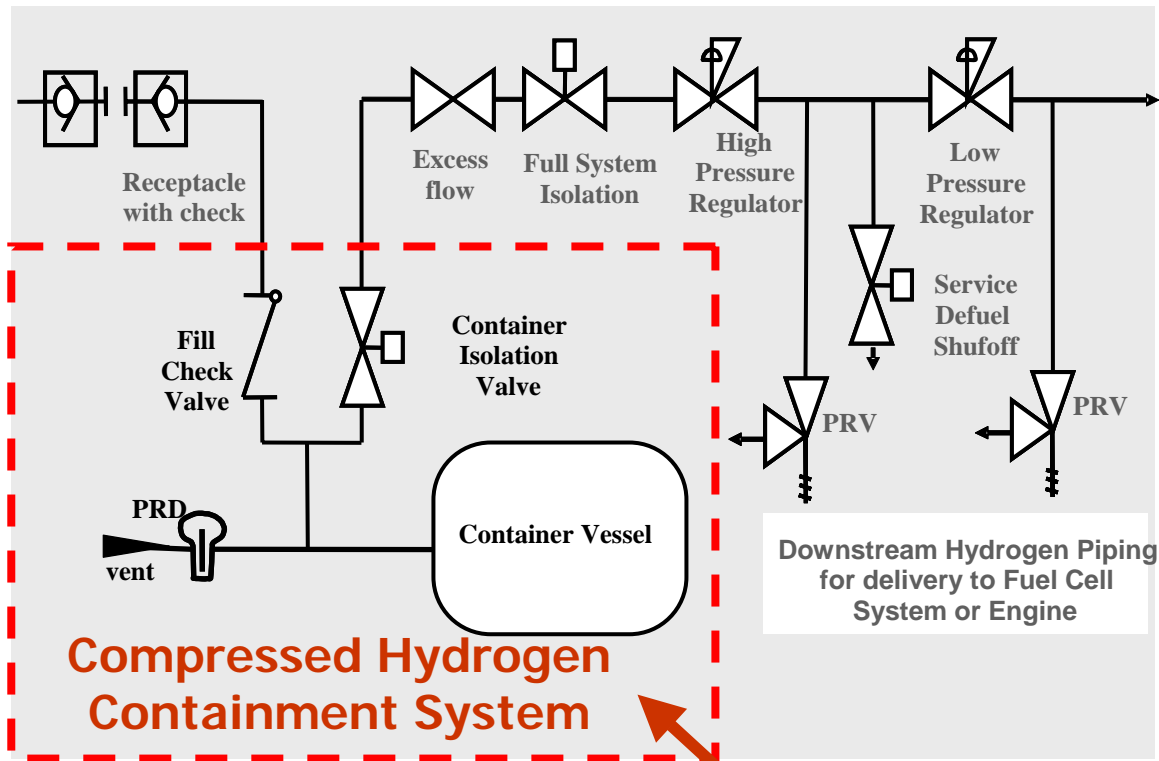 Receptacle
with check
Excess
flow
Full System
Isolation
High
Pressure
Regulator
Low
Pressure
Regulator
Service
Defuel
Shufoff
Fill
Check
Valve
Container
Isolation
Valve
PRV
PRV
PRD
vent
Container Vessel
Downstream Hydrogen Piping
for delivery to Fuel Cell
System or Engine
Compressed Hydrogen
Containment System